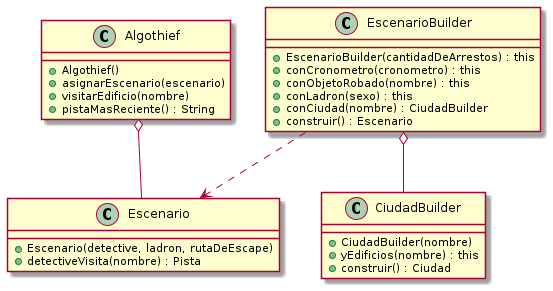 C Algothief
Algothief()
asignarEscenario(escenario)
visitarEdificio(nombre)
pistaMasReciente() : String
C EscenarioBuilder
EscenarioBuilder(cantidadDeArrestos) : this
conCronometro(cronometro) : this
conObjetoRobado(nombre) : this
conLadron(sexo) : this
conCiudad(nombre) : CiudadBuilder
construir() : Escenario
C Escenario
Escenario(detective, ladron, rutaDeEscape)
detectiveVisita(nombre) : Pista
C CiudadBuilder
CiudadBuilder(nombre)
yEdificios(nombre) : this
construir() : Ciudad